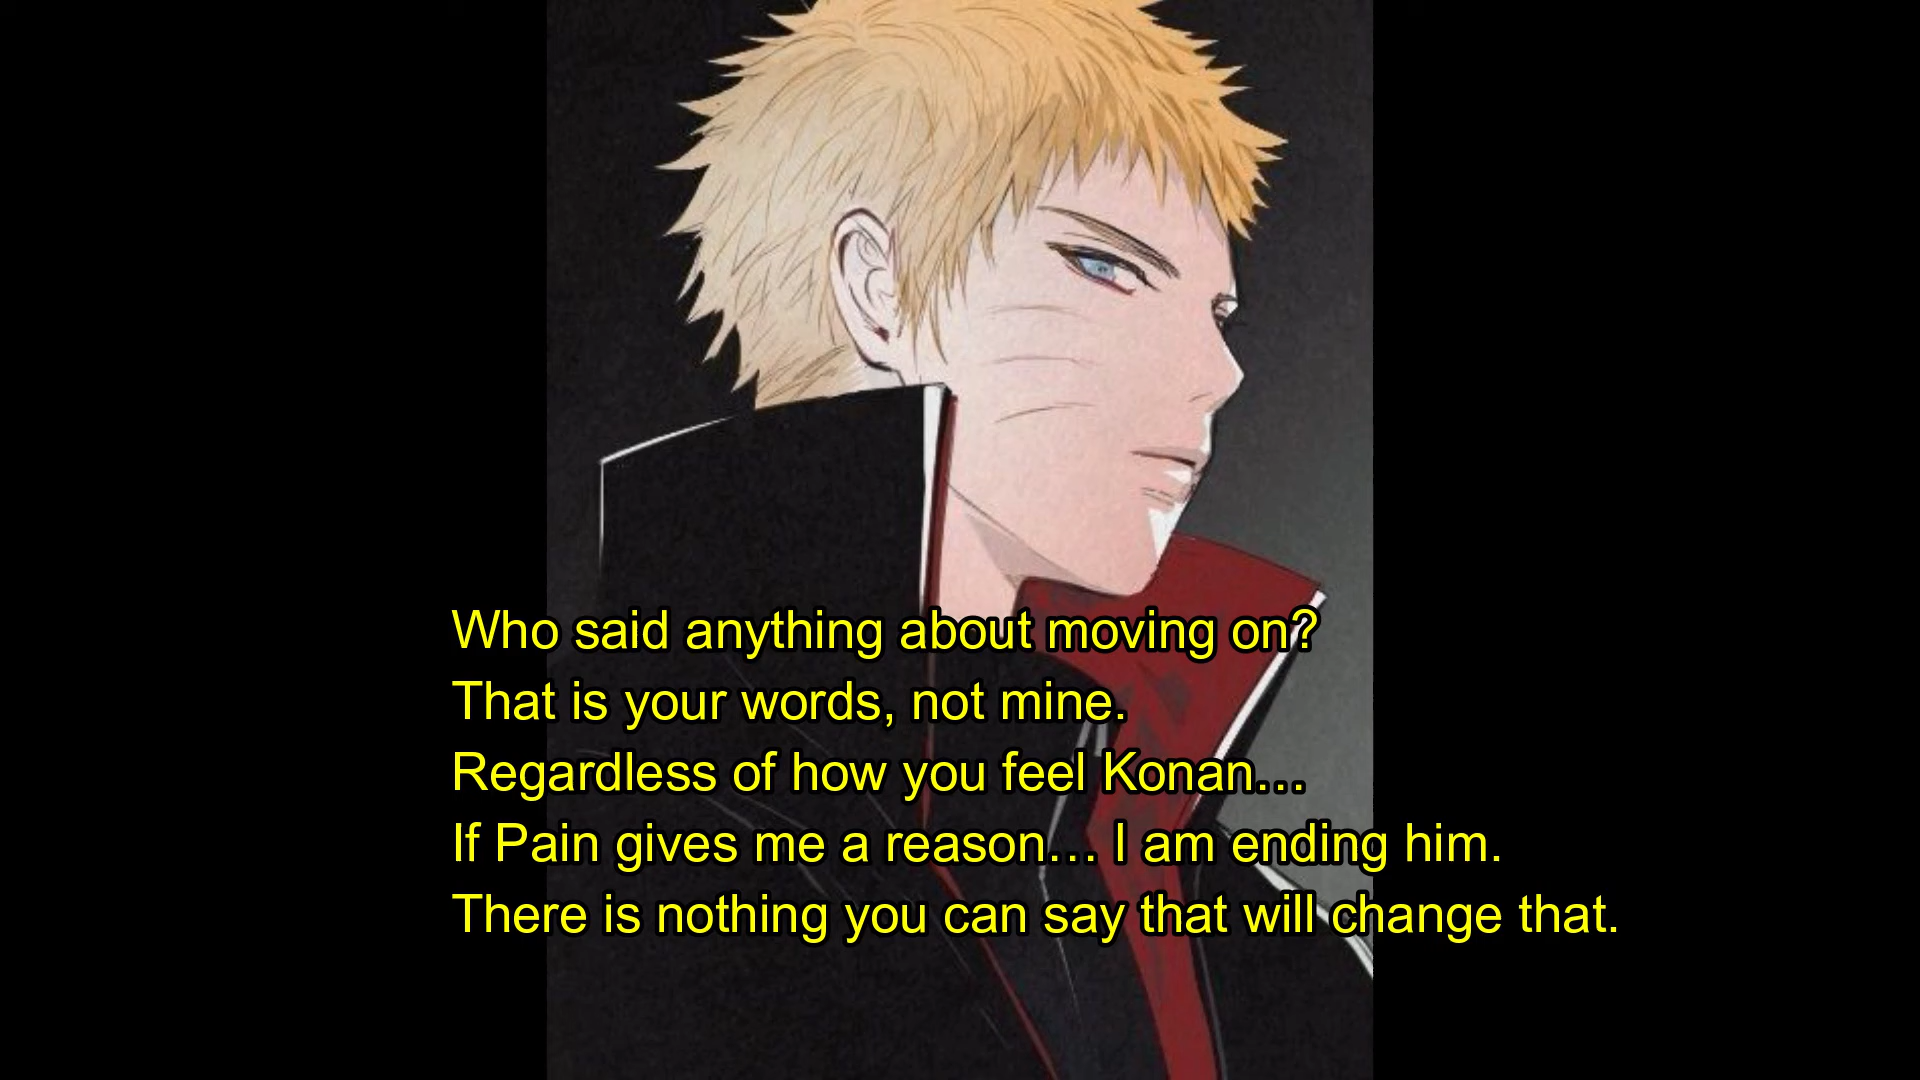 Who said anything about moving on?
That is your words, not mine.
Regardless of how you feel Konan…
If Pain gives me a reason… I am ending him.
There is nothing you can say that will change that.